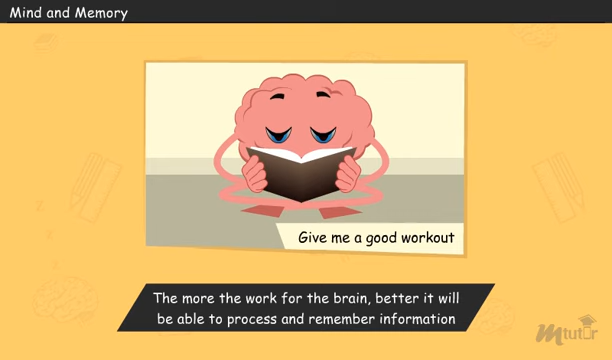 Mind and Memory
Give me a good workout
The more the work for the brain, better it will
be able to process and remember information
mtutor